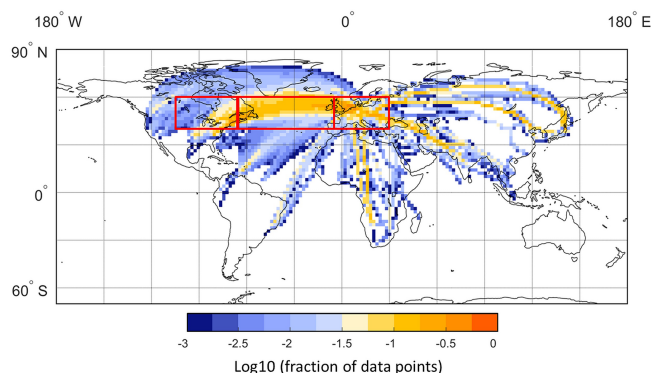 180° W 0° 180° E
90° N
0°
60° S
-3 -2.5 -2 -1.5 -1 -0.5 0
Log10 (fraction of data points)